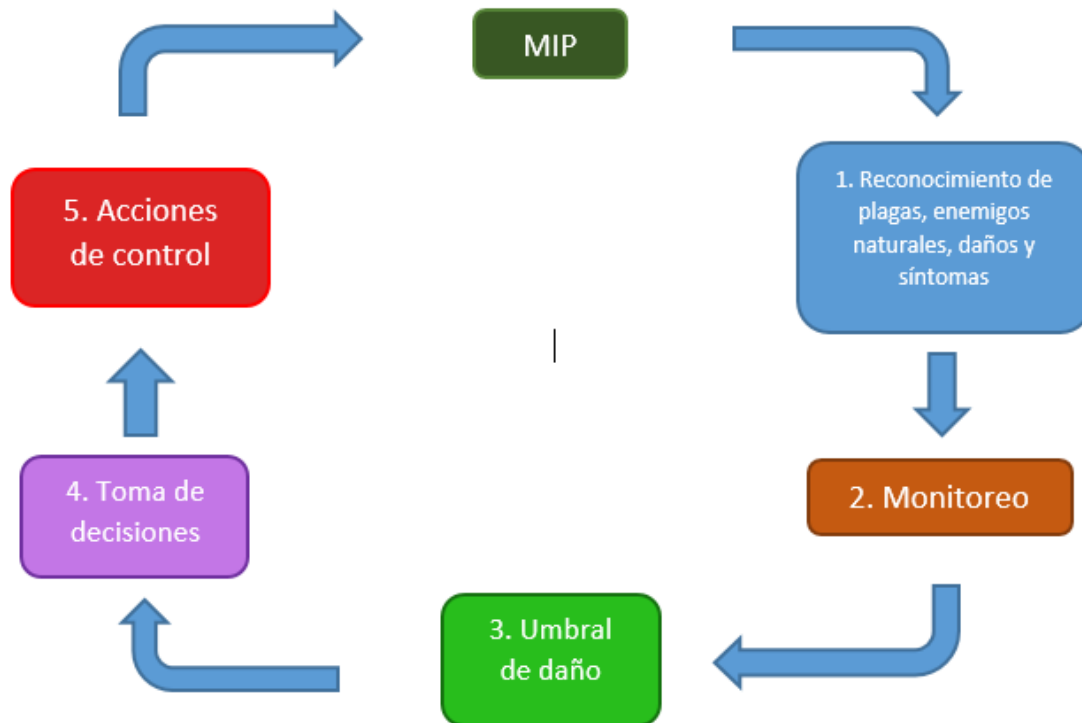 MIP
1. Reconocimiento de
plagas, enemigos
naturales, daños y
síntomas
2. Monitoreo
3. Umbral
de daño
4. Toma de
decisiones
5. Acciones
de control